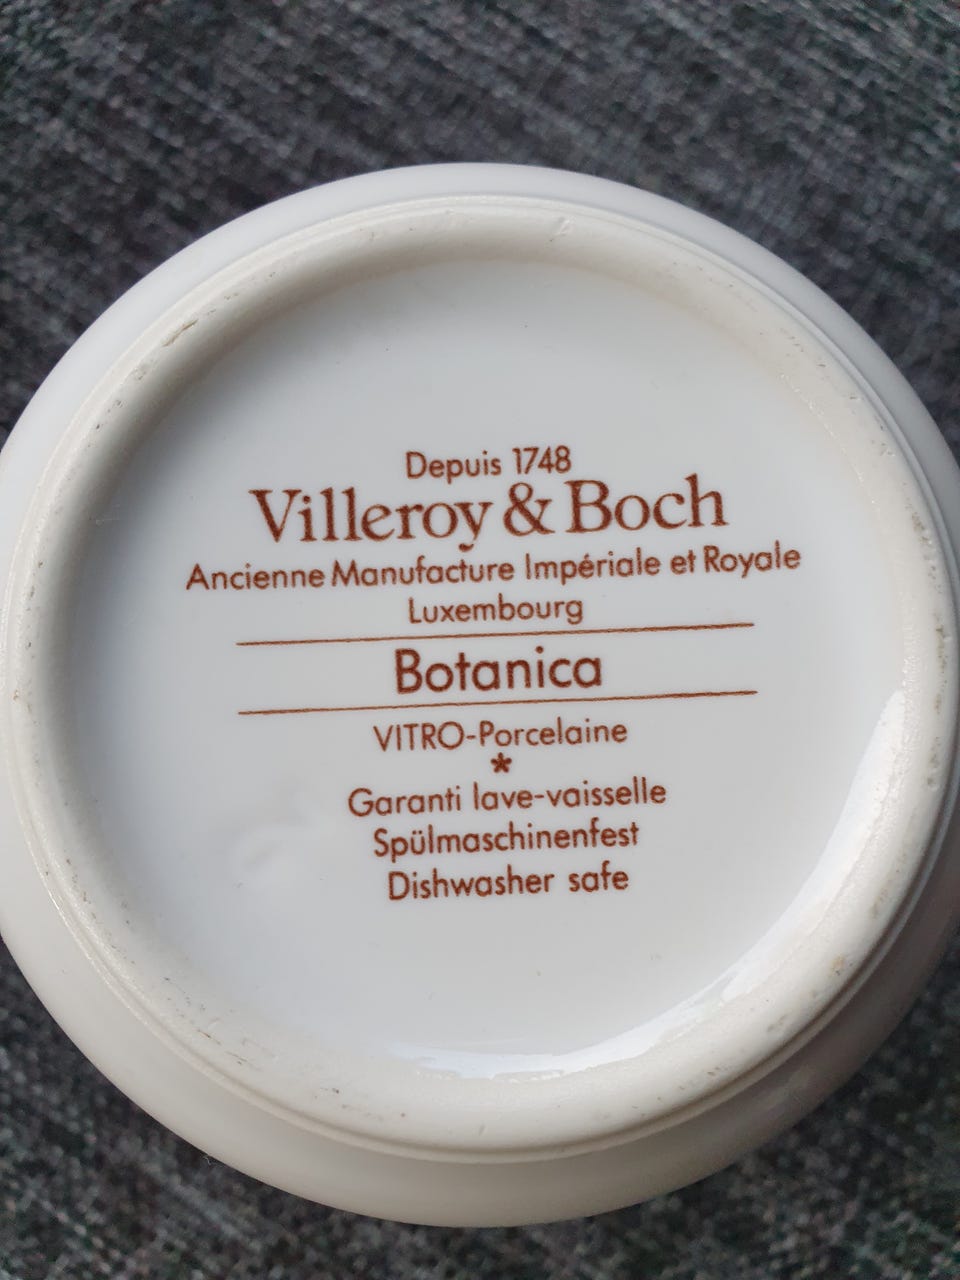 Depuis 1748
Villeroy & Boch
Ancienne Manufacture Impériale et Royale
Luxembourg
Botanica
VITRO-Porcelaine
*
Garanti lave-vaisselle
Spülmaschinenfest
Dishwasher safe